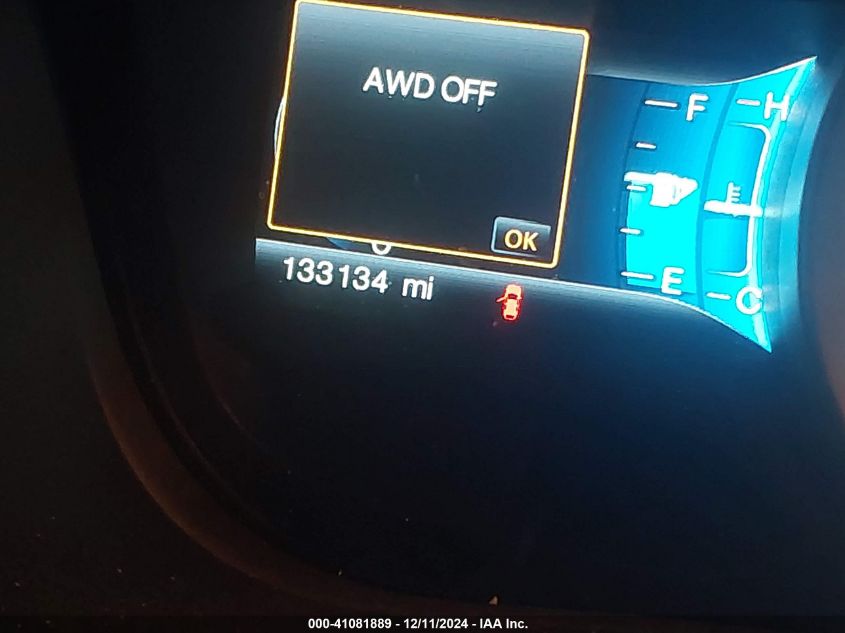 AWD OFF
OK
133134 mi
F
H
E
C
000-41081889 - 12/11/2024 - IAA Inc.